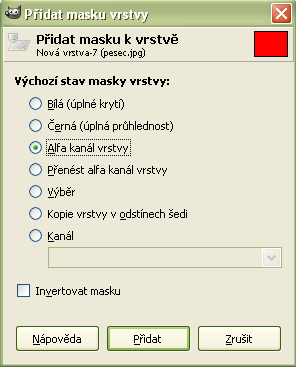 Přidat masku vrstvy
Přidat masku k vrstvě
Nová vrstva-7 (pesec.jpg)
Výchozí stav masky vrstvy:
Bílá (úplné krytí)
Černá (úplná průhlednost)
Alfa kanál vrstvy
Přenést alfa kanál vrstvy
Výběr
Kopie vrstvy v odstínech šedi
Kanál
Invertovat masku
Nápověda Přidat Zrušit